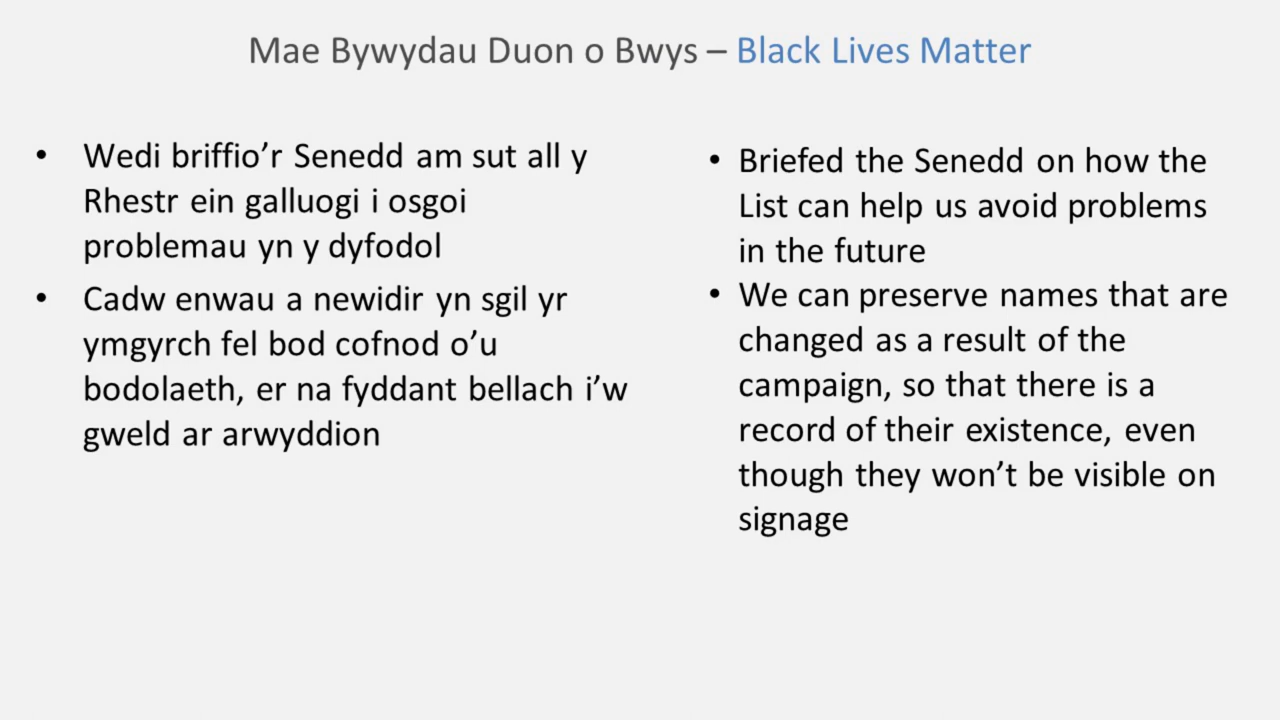 Mae Bywydau Duon o Bwys – Black Lives Matter
• Wedi briffio’r Senedd am sut all y
Rhestr ein galluogi i osgoi
problemau yn y dyfodol
• Cadw enwau a newidir yn sgil yr
ymgyrch fel bod cofnod o’u
bodolaeth, er na fyddant bellach i’w
gweld ar arwyddion
• Briefed the Senedd on how the
List can help us avoid problems
in the future
• We can preserve names that are
changed as a result of the
campaign, so that there is a
record of their existence, even
though they won’t be visible on
signage